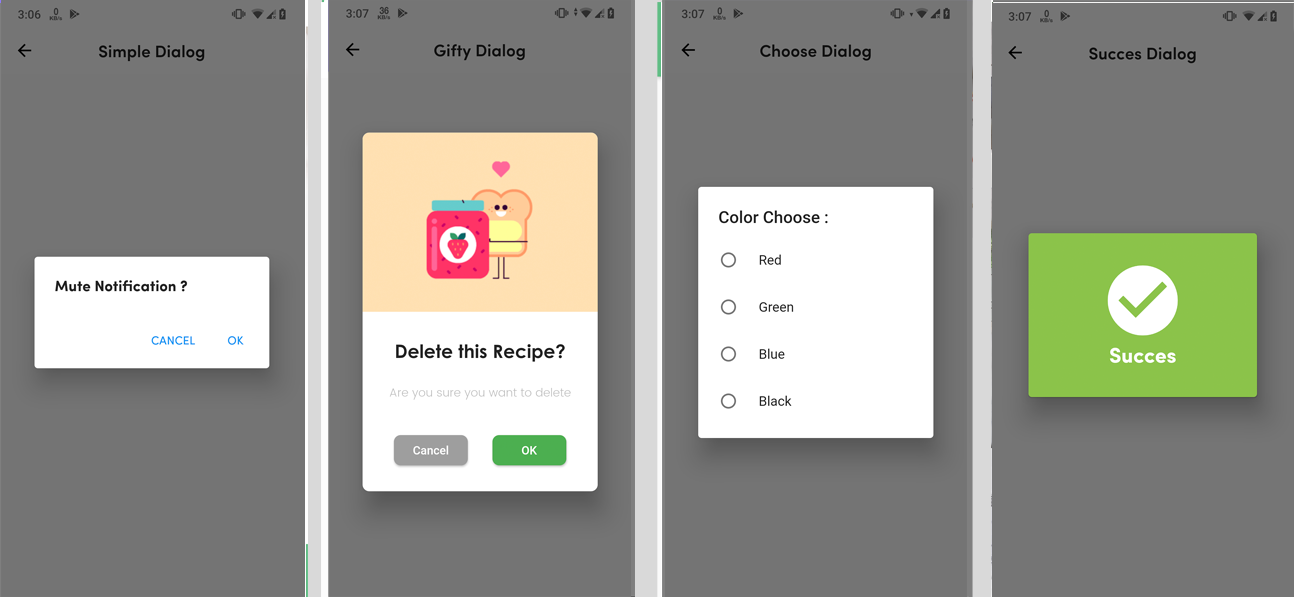 3:06 0 KB/s
Simple Dialog
Mute Notification ?
CANCEL OK
3:07 36 KB/s
Gifty Dialog
Delete this Recipe?
Are you sure you want to delete
Cancel OK
3:07 0 KB/s
Choose Dialog
Color Choose :
Red
Green
Blue
Black
3:07 0 KB/s
Succes Dialog
Succes